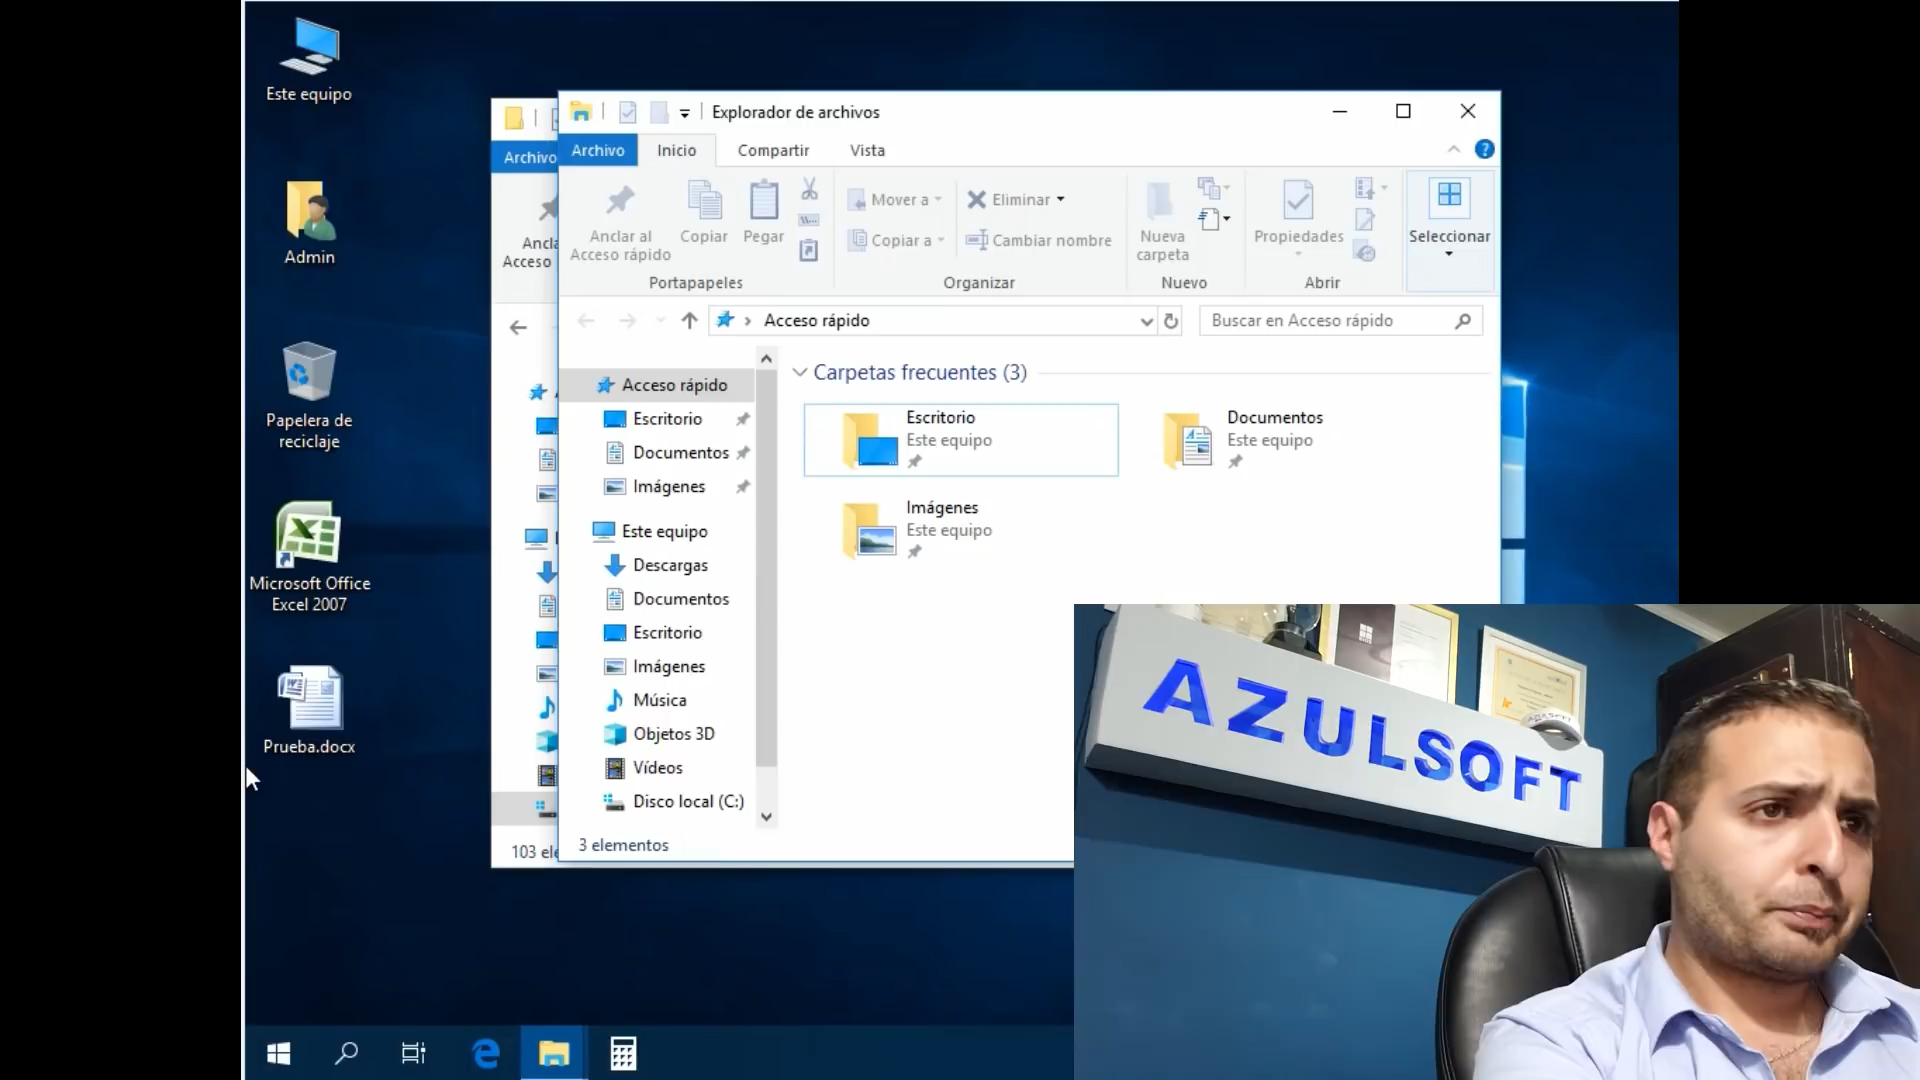 Este equipo
Admin
Papelera de
reciclaje
Microsoft Office
Excel 2007
Prueba.docx
Archivo
Ancla
Acceso
103 ele
Explorador de archivos
Archivo
Inicio
Compartir
Vista
Anclar al
Acceso rápido
Copiar
Pegar
Portapapeles
Mover a
Copiar a
Eliminar
Cambiar nombre
Organizar
Nueva
carpeta
Nuevo
Propiedades
Abrir
Seleccionar
Acceso rápido
Buscar en Acceso rápido
Acceso rápido
Escritorio
Documentos
Imágenes
Este equipo
Descargas
Documentos
Escritorio
Imágenes
Música
Objetos 3D
Vídeos
Disco local (C:)
3 elementos
Carpetas frecuentes (3)
Escritorio
Este equipo
Documentos
Este equipo
Imágenes
Este equipo
AZULSOFT